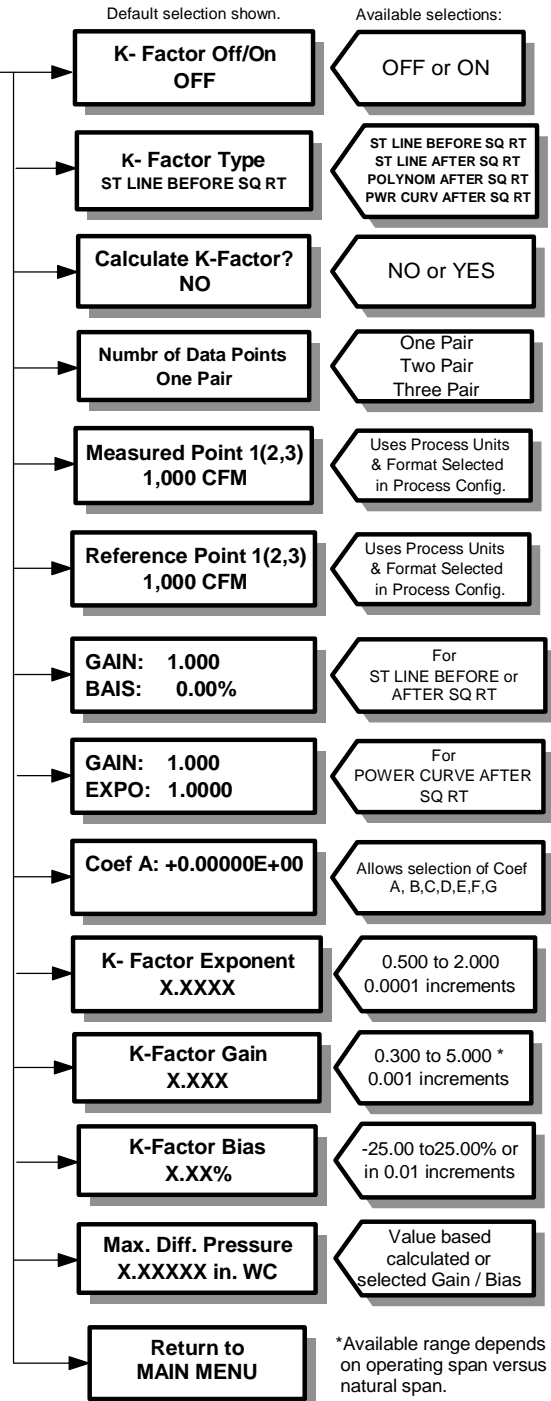 Default selection shown.
Available selections:
K- Factor Off/On
OFF
OFF or ON
K- Factor Type
ST LINE BEFORE SQ RT
ST LINE BEFORE SQ RT
ST LINE AFTER SQ RT
POLYNOM AFTER SQ RT
PWR CURV AFTER SQ RT
Calculate K-Factor?
NO
NO or YES
Numbr of Data Points
One Pair
One Pair
Two Pair
Three Pair
Measured Point 1(2,3)
1,000 CFM
Uses Process Units
& Format Selected
in Process Config.
Reference Point 1(2,3)
1,000 CFM
Uses Process Units
& Format Selected
in Process Config.
GAIN: 1.000
BAIS: 0.00%
For
ST LINE BEFORE or
AFTER SQ RT
GAIN: 1.000
EXPO: 1.0000
For
POWER CURVE AFTER
SQ RT
Coef A: +0.00000E+00
Allows selection of Coef
A, B,C,D,E,F,G
K- Factor Exponent
X.XXXX
0.500 to 2.000
0.0001 increments
K-Factor Gain
X.XXX
0.300 to 5.000 *
0.001 increments
K-Factor Bias
X.XX%
-25.00 to25.00% or
in 0.01 increments
Max. Diff. Pressure
X.XXXXX in. WC
Value based
calculated or
selected Gain / Bias
Return to
MAIN MENU
*Available range depends
on operating span versus
natural span.